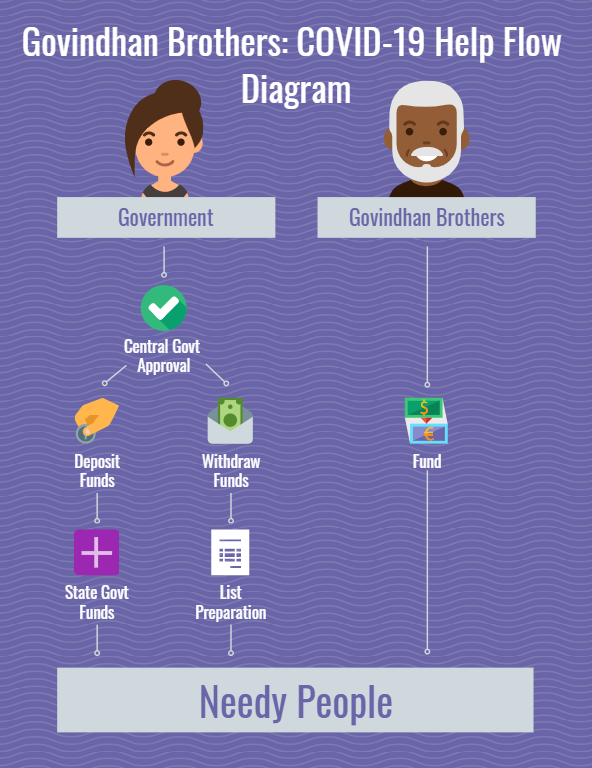 Govindhan Brothers: COVID-19 Help Flow
Diagram
Government
Govindhan Brothers
Central Govt
Approval
Deposit
Funds
Withdraw
Funds
Fund
State Govt
Funds
List
Preparation
Needy People